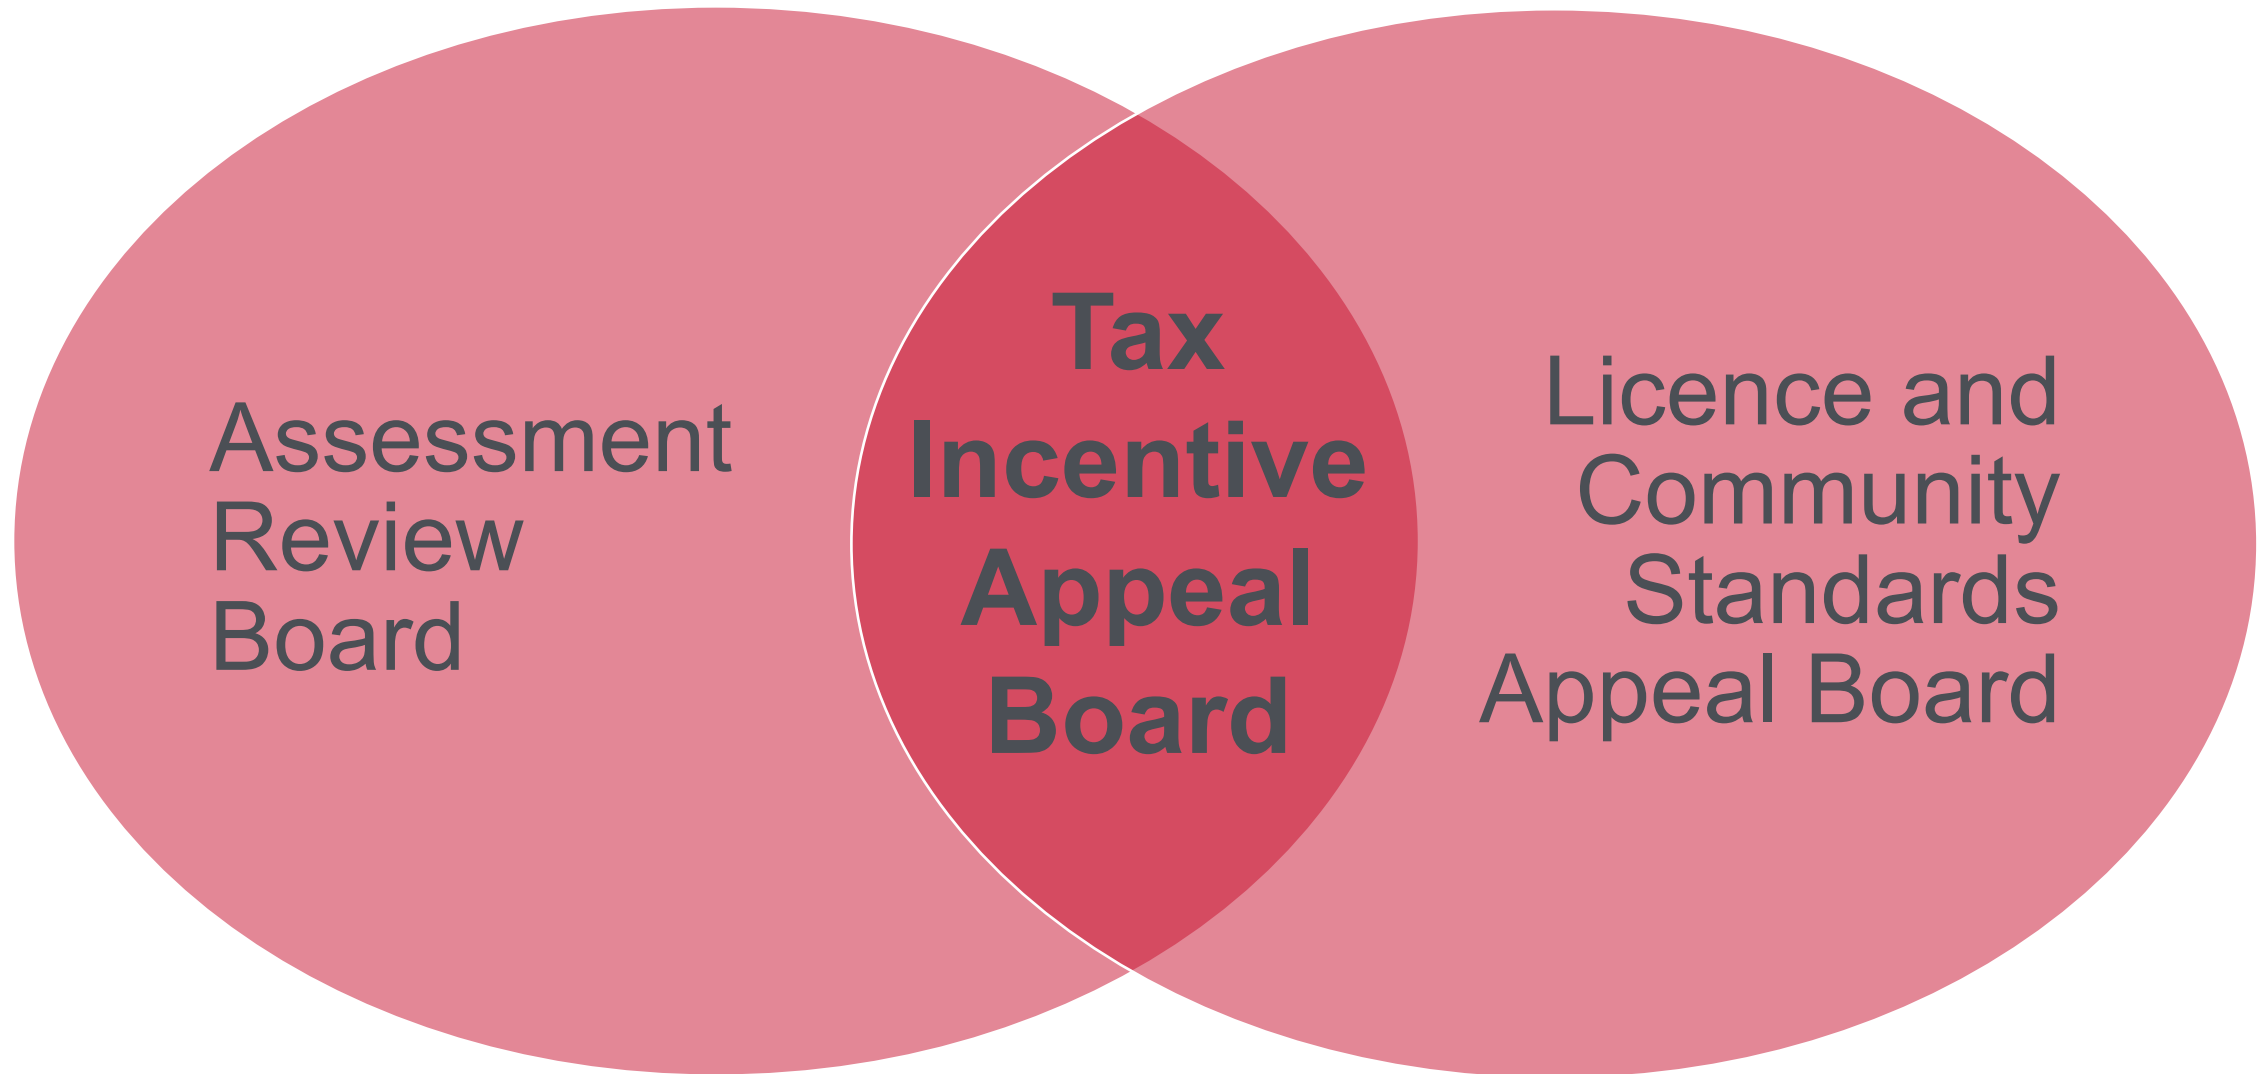 Assessment
Review
Board
Tax
Incentive
Appeal
Board
Licence and
Community
Standards
Appeal Board